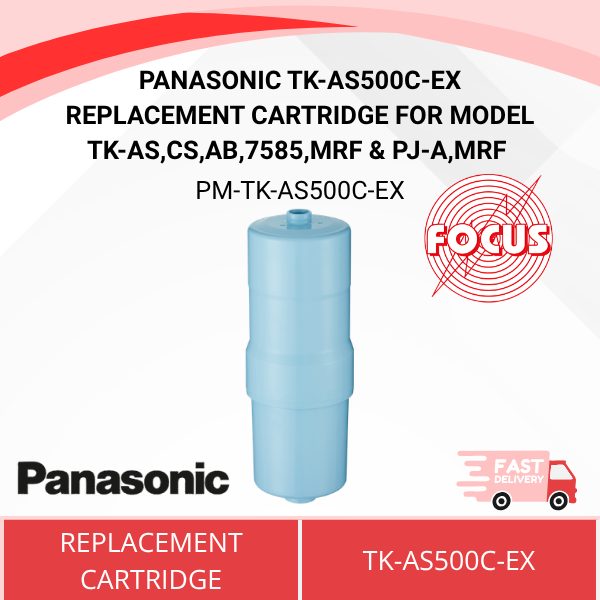 PANASONIC TK-AS500C-EX
REPLACEMENT CARTRIDGE FOR MODEL
TK-AS,CS,AB,7585,MRF & PJ-A,MRF
PM-TK-AS500C-EX
FOCUS
Panasonic
FAST
DELIVERY
REPLACEMENT
CARTRIDGE
TK-AS500C-EX